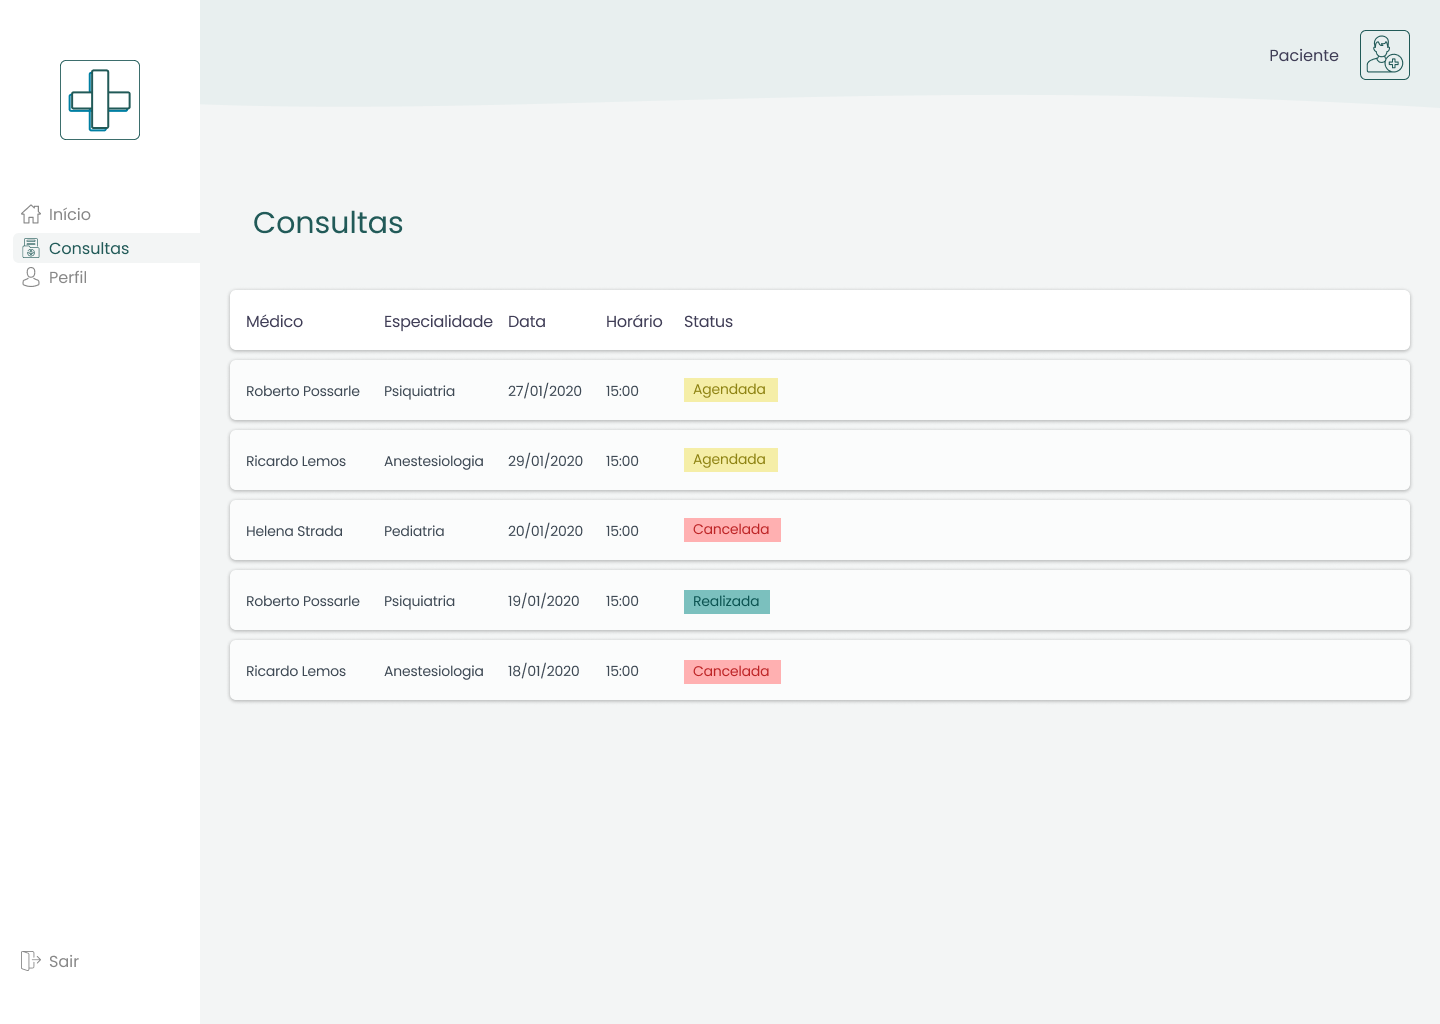 Paciente
Início
Consultas
Perfil
Sair
Consultas
Médico Especialidade Data Horário Status
Roberto Possarle Psiquiatria 27/01/2020 15:00 Agendada
Ricardo Lemos Anestesiologia 29/01/2020 15:00 Agendada
Helena Strada Pediatria 20/01/2020 15:00 Cancelada
Roberto Possarle Psiquiatria 19/01/2020 15:00 Realizada
Ricardo Lemos Anestesiologia 18/01/2020 15:00 Cancelada